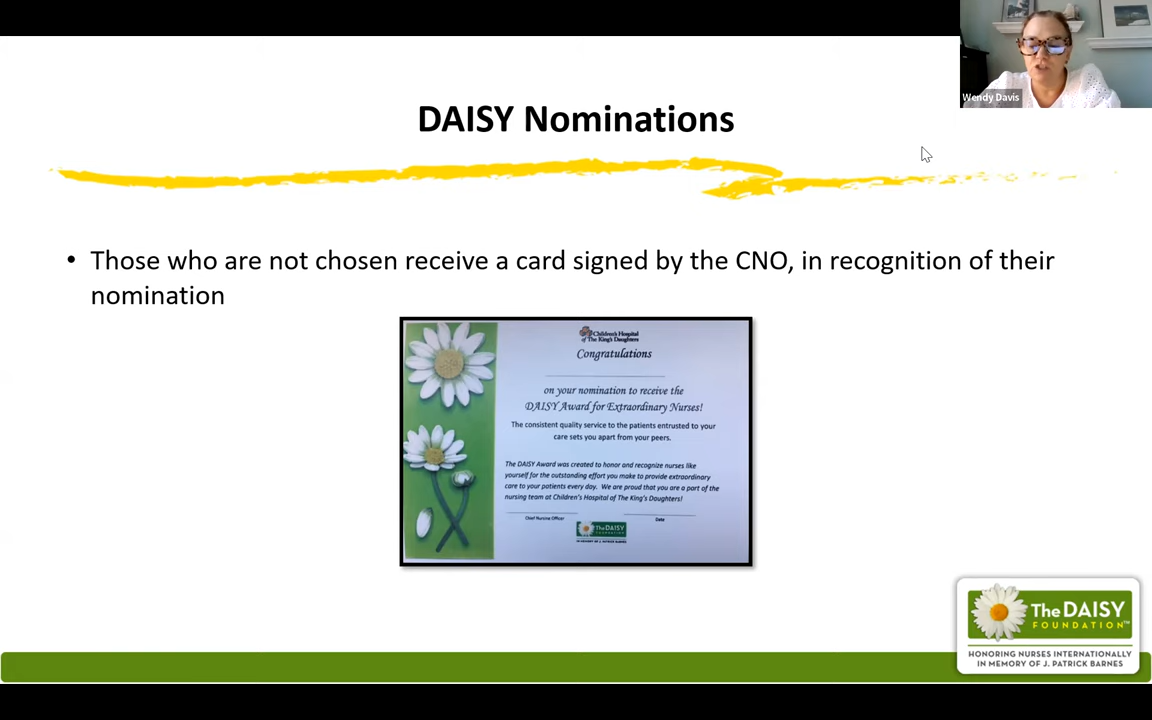 Wendy Davis
DAISY Nominations
• Those who are not chosen receive a card signed by the CNO, in recognition of their
nomination
Children's Hospital
of The King's Daughters
Congratulations
on your nomination to receive the
DAISY Award for Extraordinary Nurses!
The consistent quality service to the patients entrusted to your
care sets you apart from your peers.
The DAISY Award was created to honor and recognize nurses like
yourself for the outstanding effort you make to provide extraordinary
care to your patients every day. We are proud that you are a part of the
nursing team at Children's Hospital of The King's Daughters!
Chief Nursing Officer Date
The DAISY
FOUNDATION
IN MEMORY OF J. PATRICK BARNES
The DAISY
FOUNDATION™
HONORING NURSES INTERNATIONALLY
IN MEMORY OF J. PATRICK BARNES